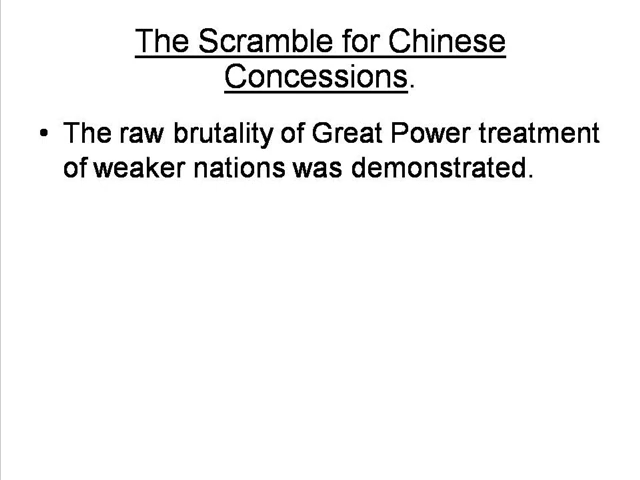 The Scramble for Chinese
Concessions.
• The raw brutality of Great Power treatment
of weaker nations was demonstrated.